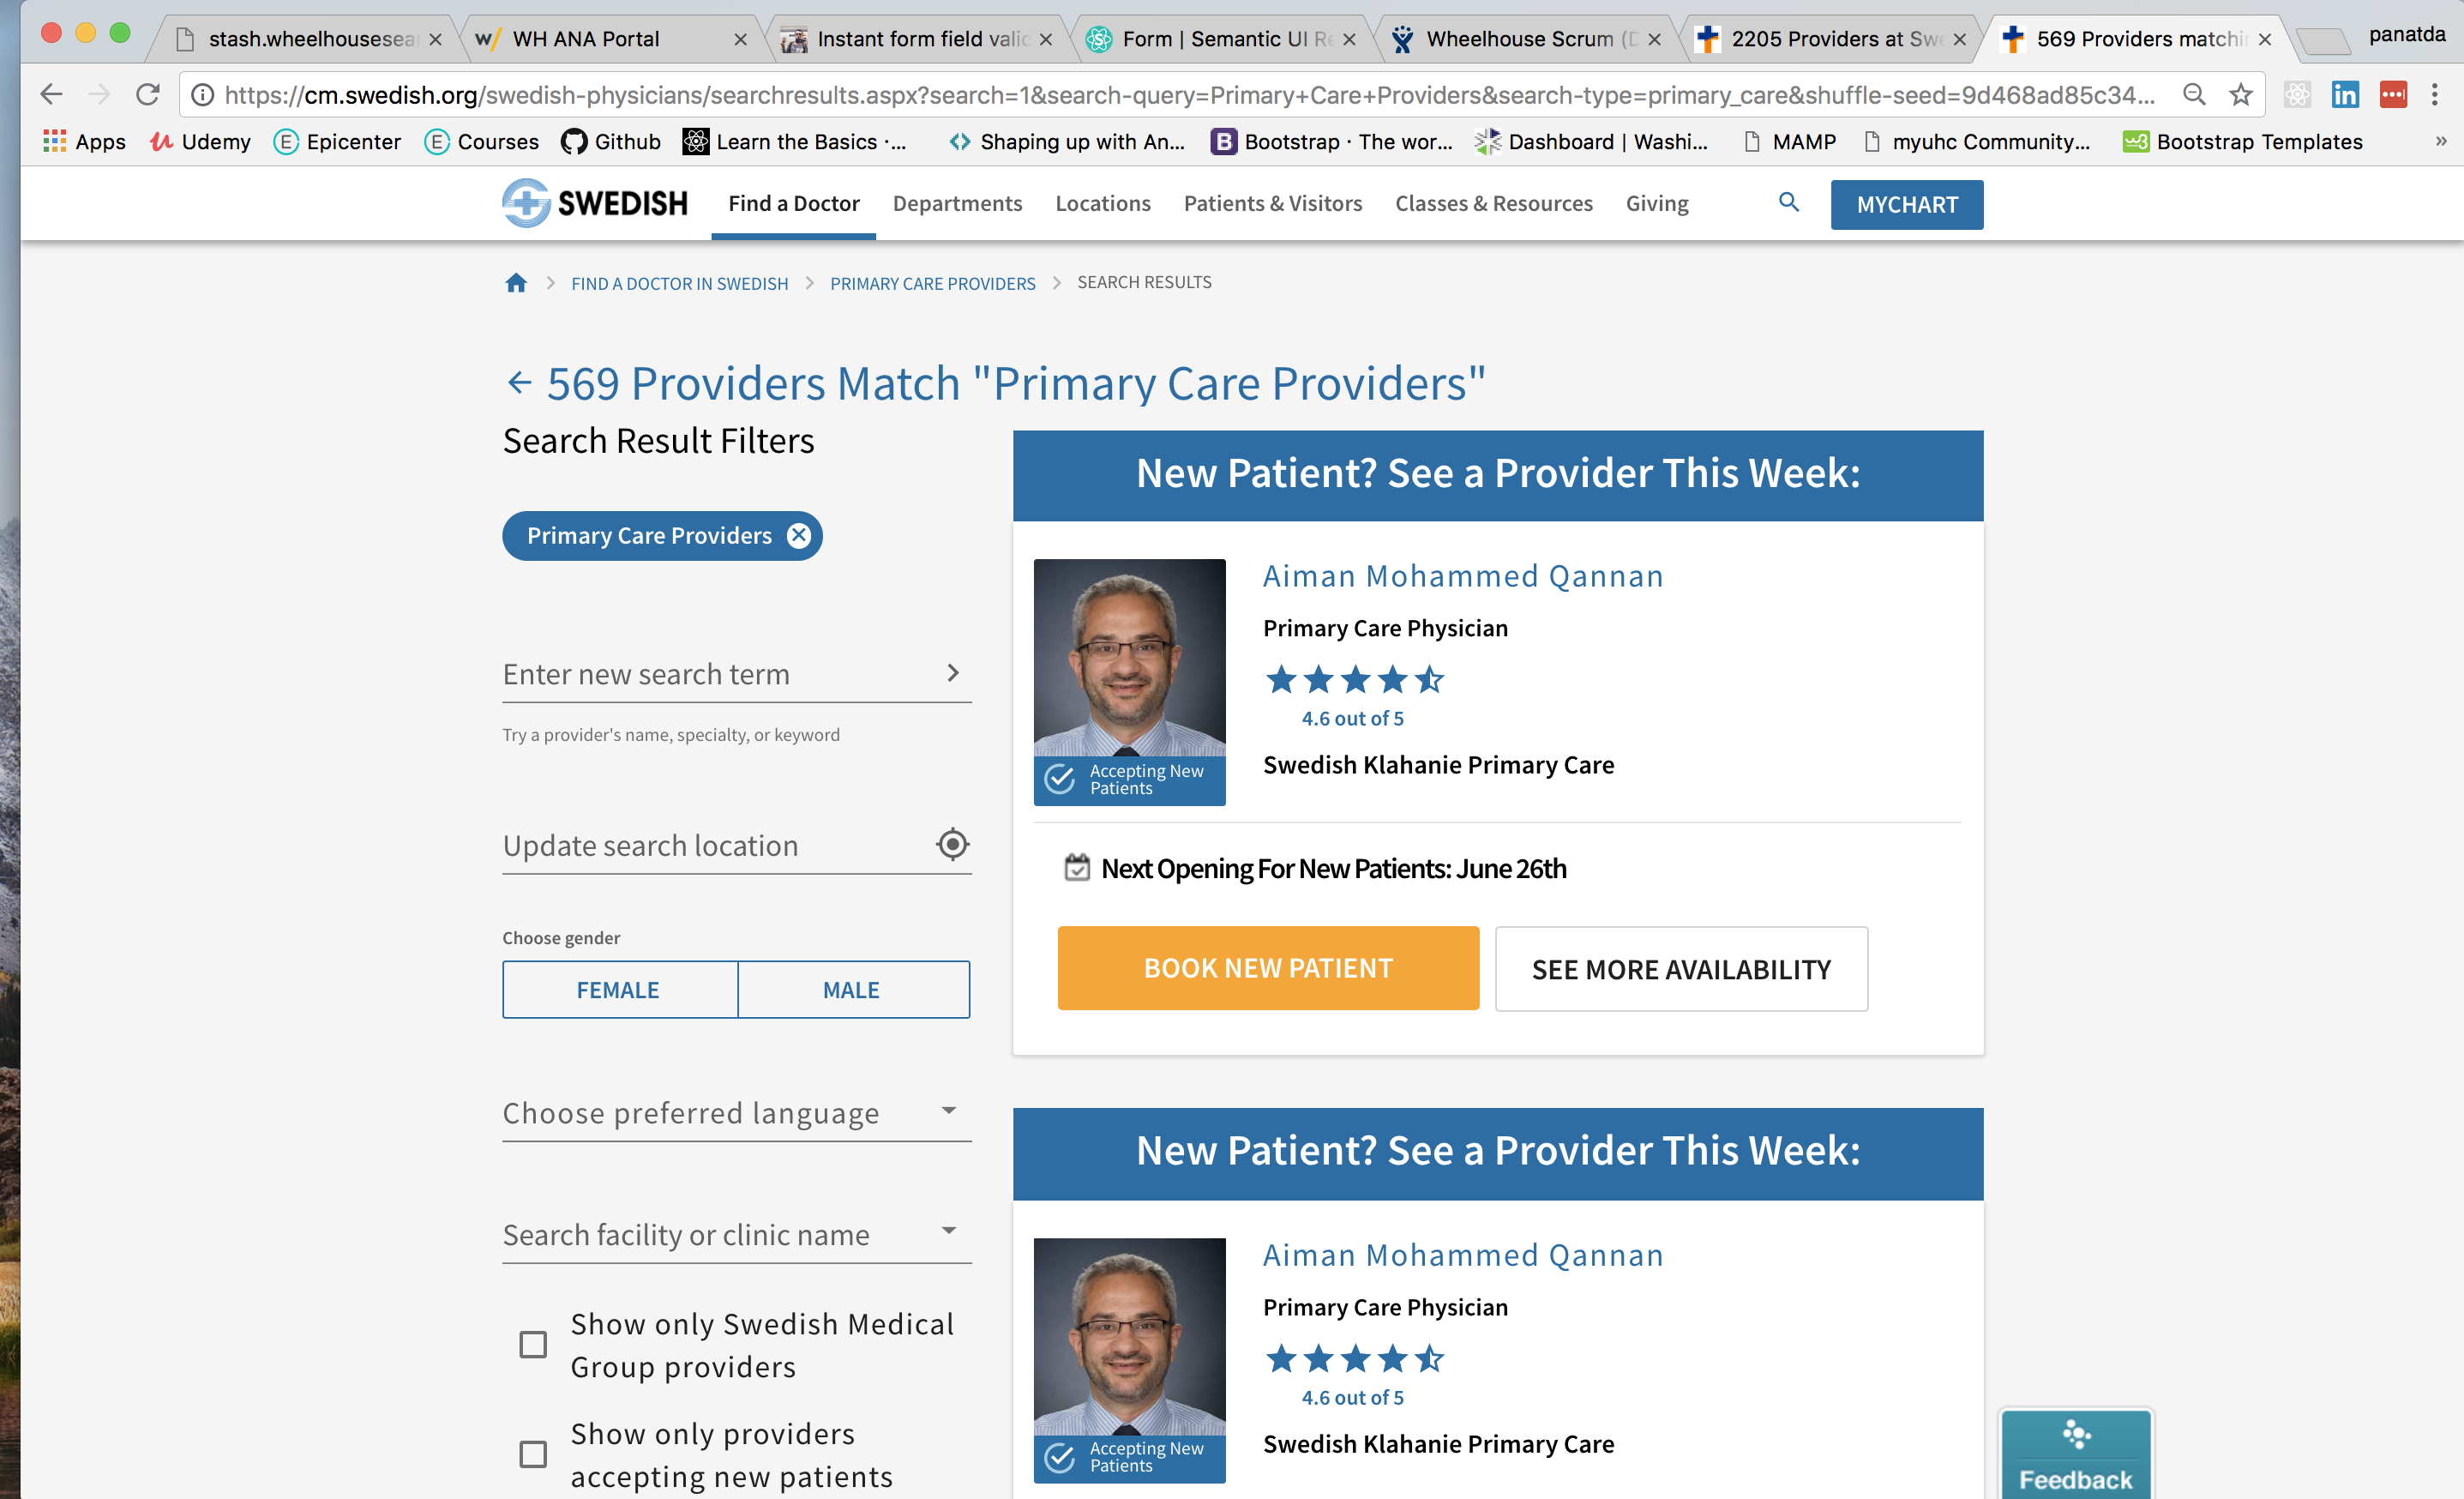 stash.wheelhousesear
WH ANA Portal
Instant form field valid
Form | Semantic UI Re
Wheelhouse Scrum (D
2205 Providers at Swe
569 Providers matchin
panatda
https://cm.swedish.org/swedish-physicians/searchresults.aspx?search=1&search-query=Primary+Care+Providers&search-type=primary_care&shuffle-seed=9d468ad85c34...
Apps
Udemy
Epicenter
Courses
Github
Learn the Basics ·...
Shaping up with An...
Bootstrap · The wor...
Dashboard | Washi...
MAMP
myuhc Community...
Bootstrap Templates
»
SWEDISH
Find a Doctor
Departments
Locations
Patients & Visitors
Classes & Resources
Giving
MYCHART
FIND A DOCTOR IN SWEDISH
PRIMARY CARE PROVIDERS
SEARCH RESULTS
569 Providers Match "Primary Care Providers"
Search Result Filters
Primary Care Providers
Enter new search term
Try a provider's name, specialty, or keyword
Update search location
Choose gender
FEMALE
MALE
Choose preferred language
Search facility or clinic name
Show only Swedish Medical
Group providers
Show only providers
accepting new patients
New Patient? See a Provider This Week:
Aiman Mohammed Qannan
Primary Care Physician
4.6 out of 5
Swedish Klahanie Primary Care
Accepting New
Patients
Next Opening For New Patients: June 26th
BOOK NEW PATIENT
SEE MORE AVAILABILITY
New Patient? See a Provider This Week:
Aiman Mohammed Qannan
Primary Care Physician
4.6 out of 5
Swedish Klahanie Primary Care
Accepting New
Patients
Feedback